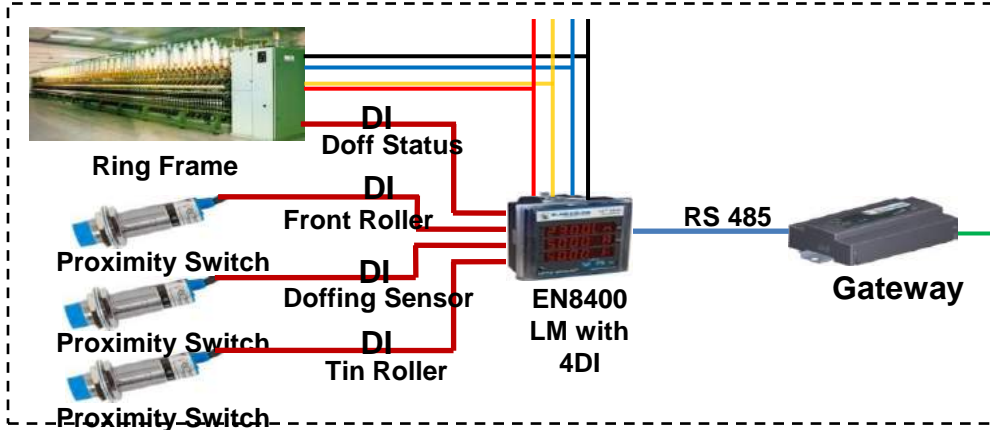 DI
Doff Status
Ring Frame
DI
Front Roller
RS 485
Proximity Switch
DI
Doffing Sensor
Gateway
EN8400
LM with
4DI
Proximity Switch
DI
Tin Roller
Proximity Switch